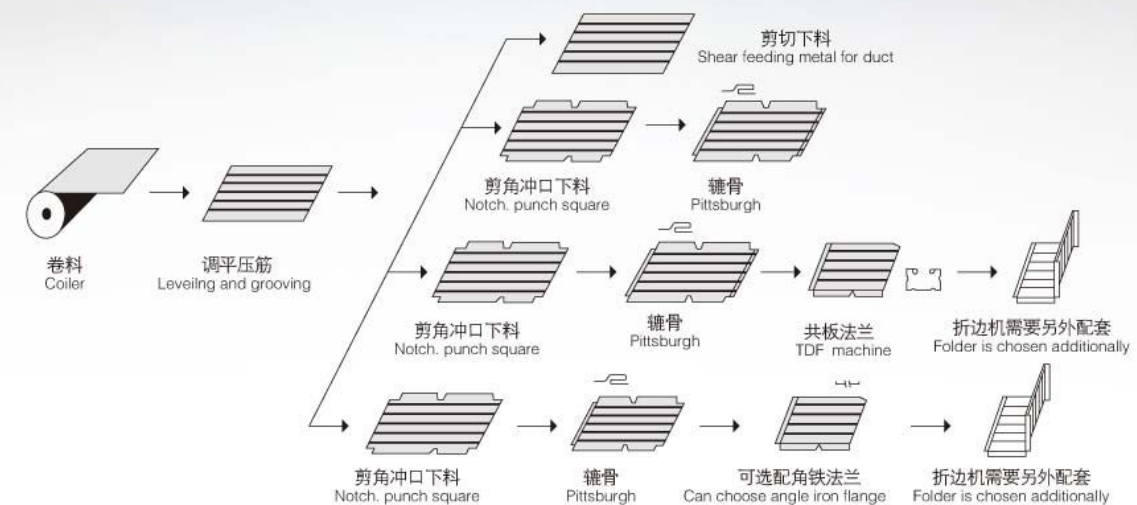 剪切下料
Shear feeding metal for duct
剪角冲口下料
Notch. punch square
辘骨
Pittsburgh
卷料
Coiler
调平压筋
Leveilng and grooving
剪角冲口下料
Notch. punch square
辘骨
Pittsburgh
共板法兰
TDF machine
折边机需要另外配套
Folder is chosen additionally
剪角冲口下料
Notch. punch square
辘骨
Pittsburgh
可选配角铁法兰
Can choose angle iron flange
折边机需要另外配套
Folder is chosen additionally